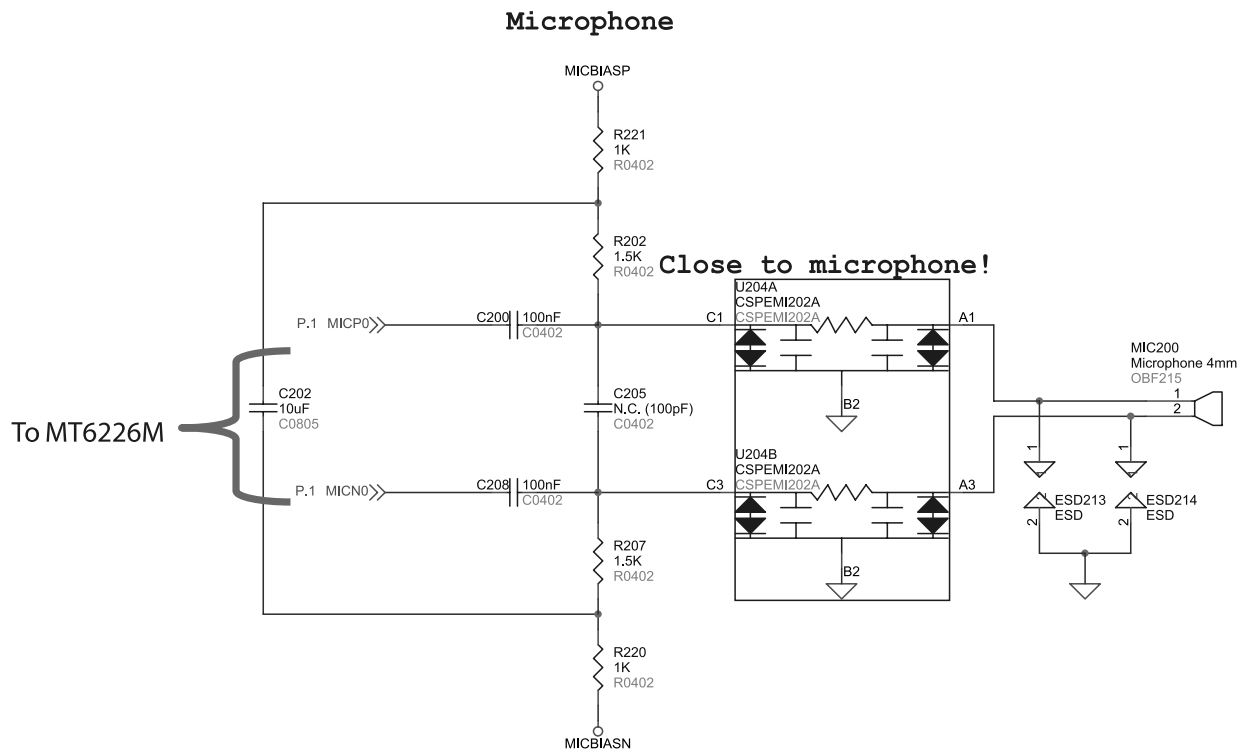 Microphone
MICBIASP
R221
1K
R0402
R202
1.5K
R0402
Close to microphone!
U204A
CSPEMI202A
CSPEMI202A
P.1 MICP0
C200
100nF
C0402
C1
A1
B2
MIC200
Microphone 4mm
OBF215
1
2
C202
10uF
C0805
C205
N.C. (100pF)
C0402
To MT6226M
U204B
CSPEMI202A
CSPEMI202A
P.1 MICN0
C208
100nF
C0402
C3
A3
B2
1
1
2
ESD213
ESD
2
ESD214
ESD
R207
1.5K
R0402
R220
1K
R0402
MICBIASN